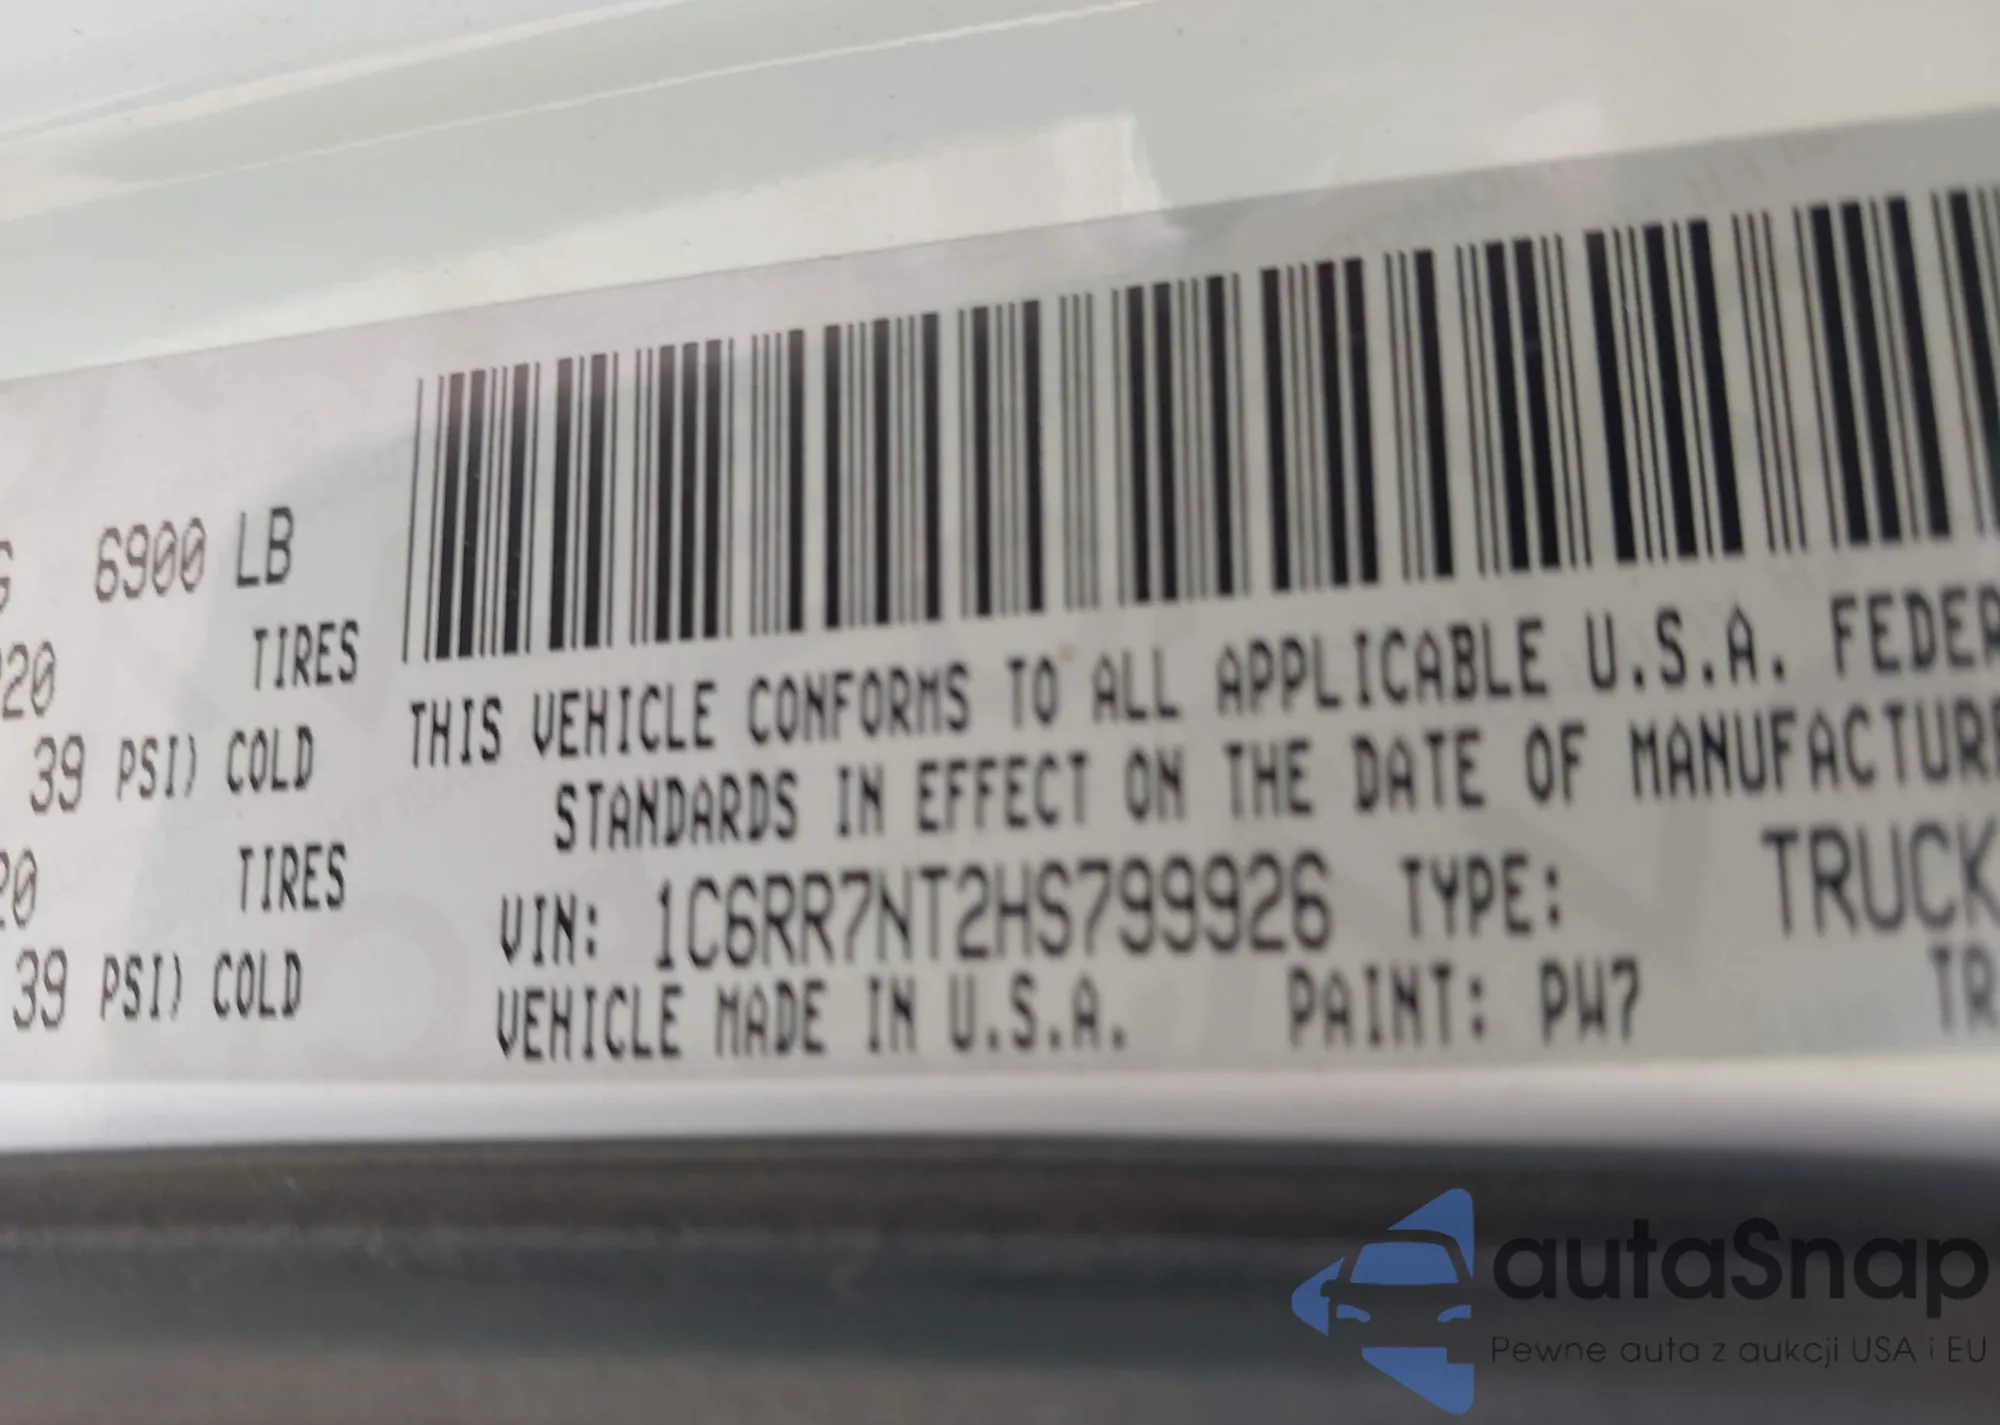 6900 LB
20 TIRES
39 PSI) COLD
20 TIRES
39 PSI) COLD
THIS VEHICLE CONFORMS TO ALL APPLICABLE U.S.A.
STANDARDS IN EFFECT ON THE DATE OF
VIN: 1C6RR7NT2HS799926 TYPE: TRUCK
VEHICLE MADE IN U.S.A. PAINT: PW7
autaSnap
Pewne auta z aukcji USA i EU